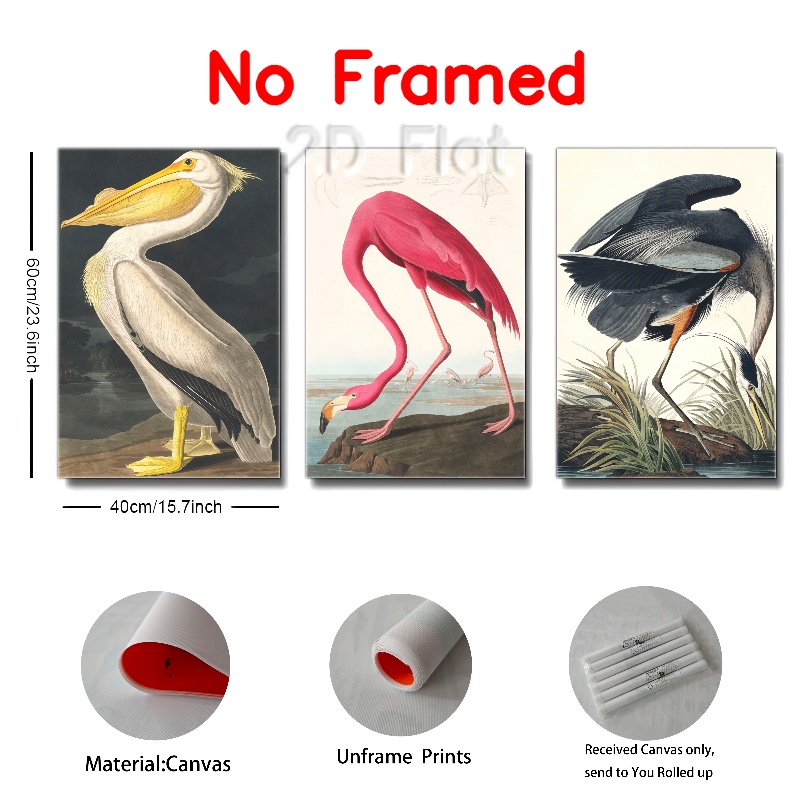 No Framed
2D Flat
60cm/23.6inch
40cm/15.7inch
Material:Canvas
Unframe Prints
Received Canvas only,
send to You Rolled up